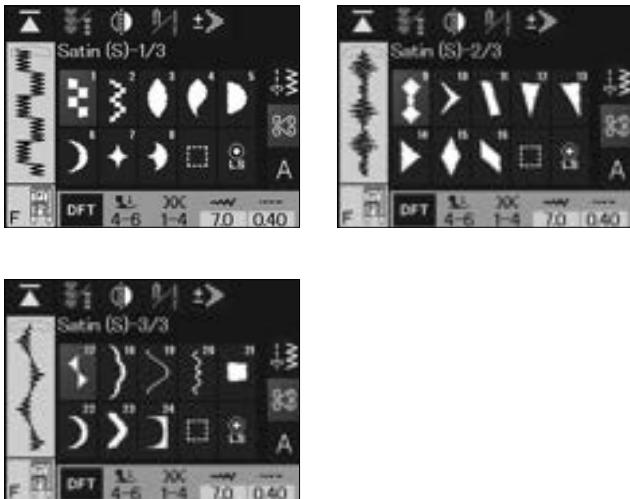 Satin (S)-1/3
1 2 3 4 5
6 7 8
LS
A
F DFT 4-6 1-4 7.0 0.40
Satin (S)-2/3
9 10 11 12 13
14 15 16
LS
A
F DFT 4-6 1-4 7.0 0.40
Satin (S)-3/3
17 18 19 20 21
22 23 24
LS
A
F DFT 4-6 1-4 7.0 0.40